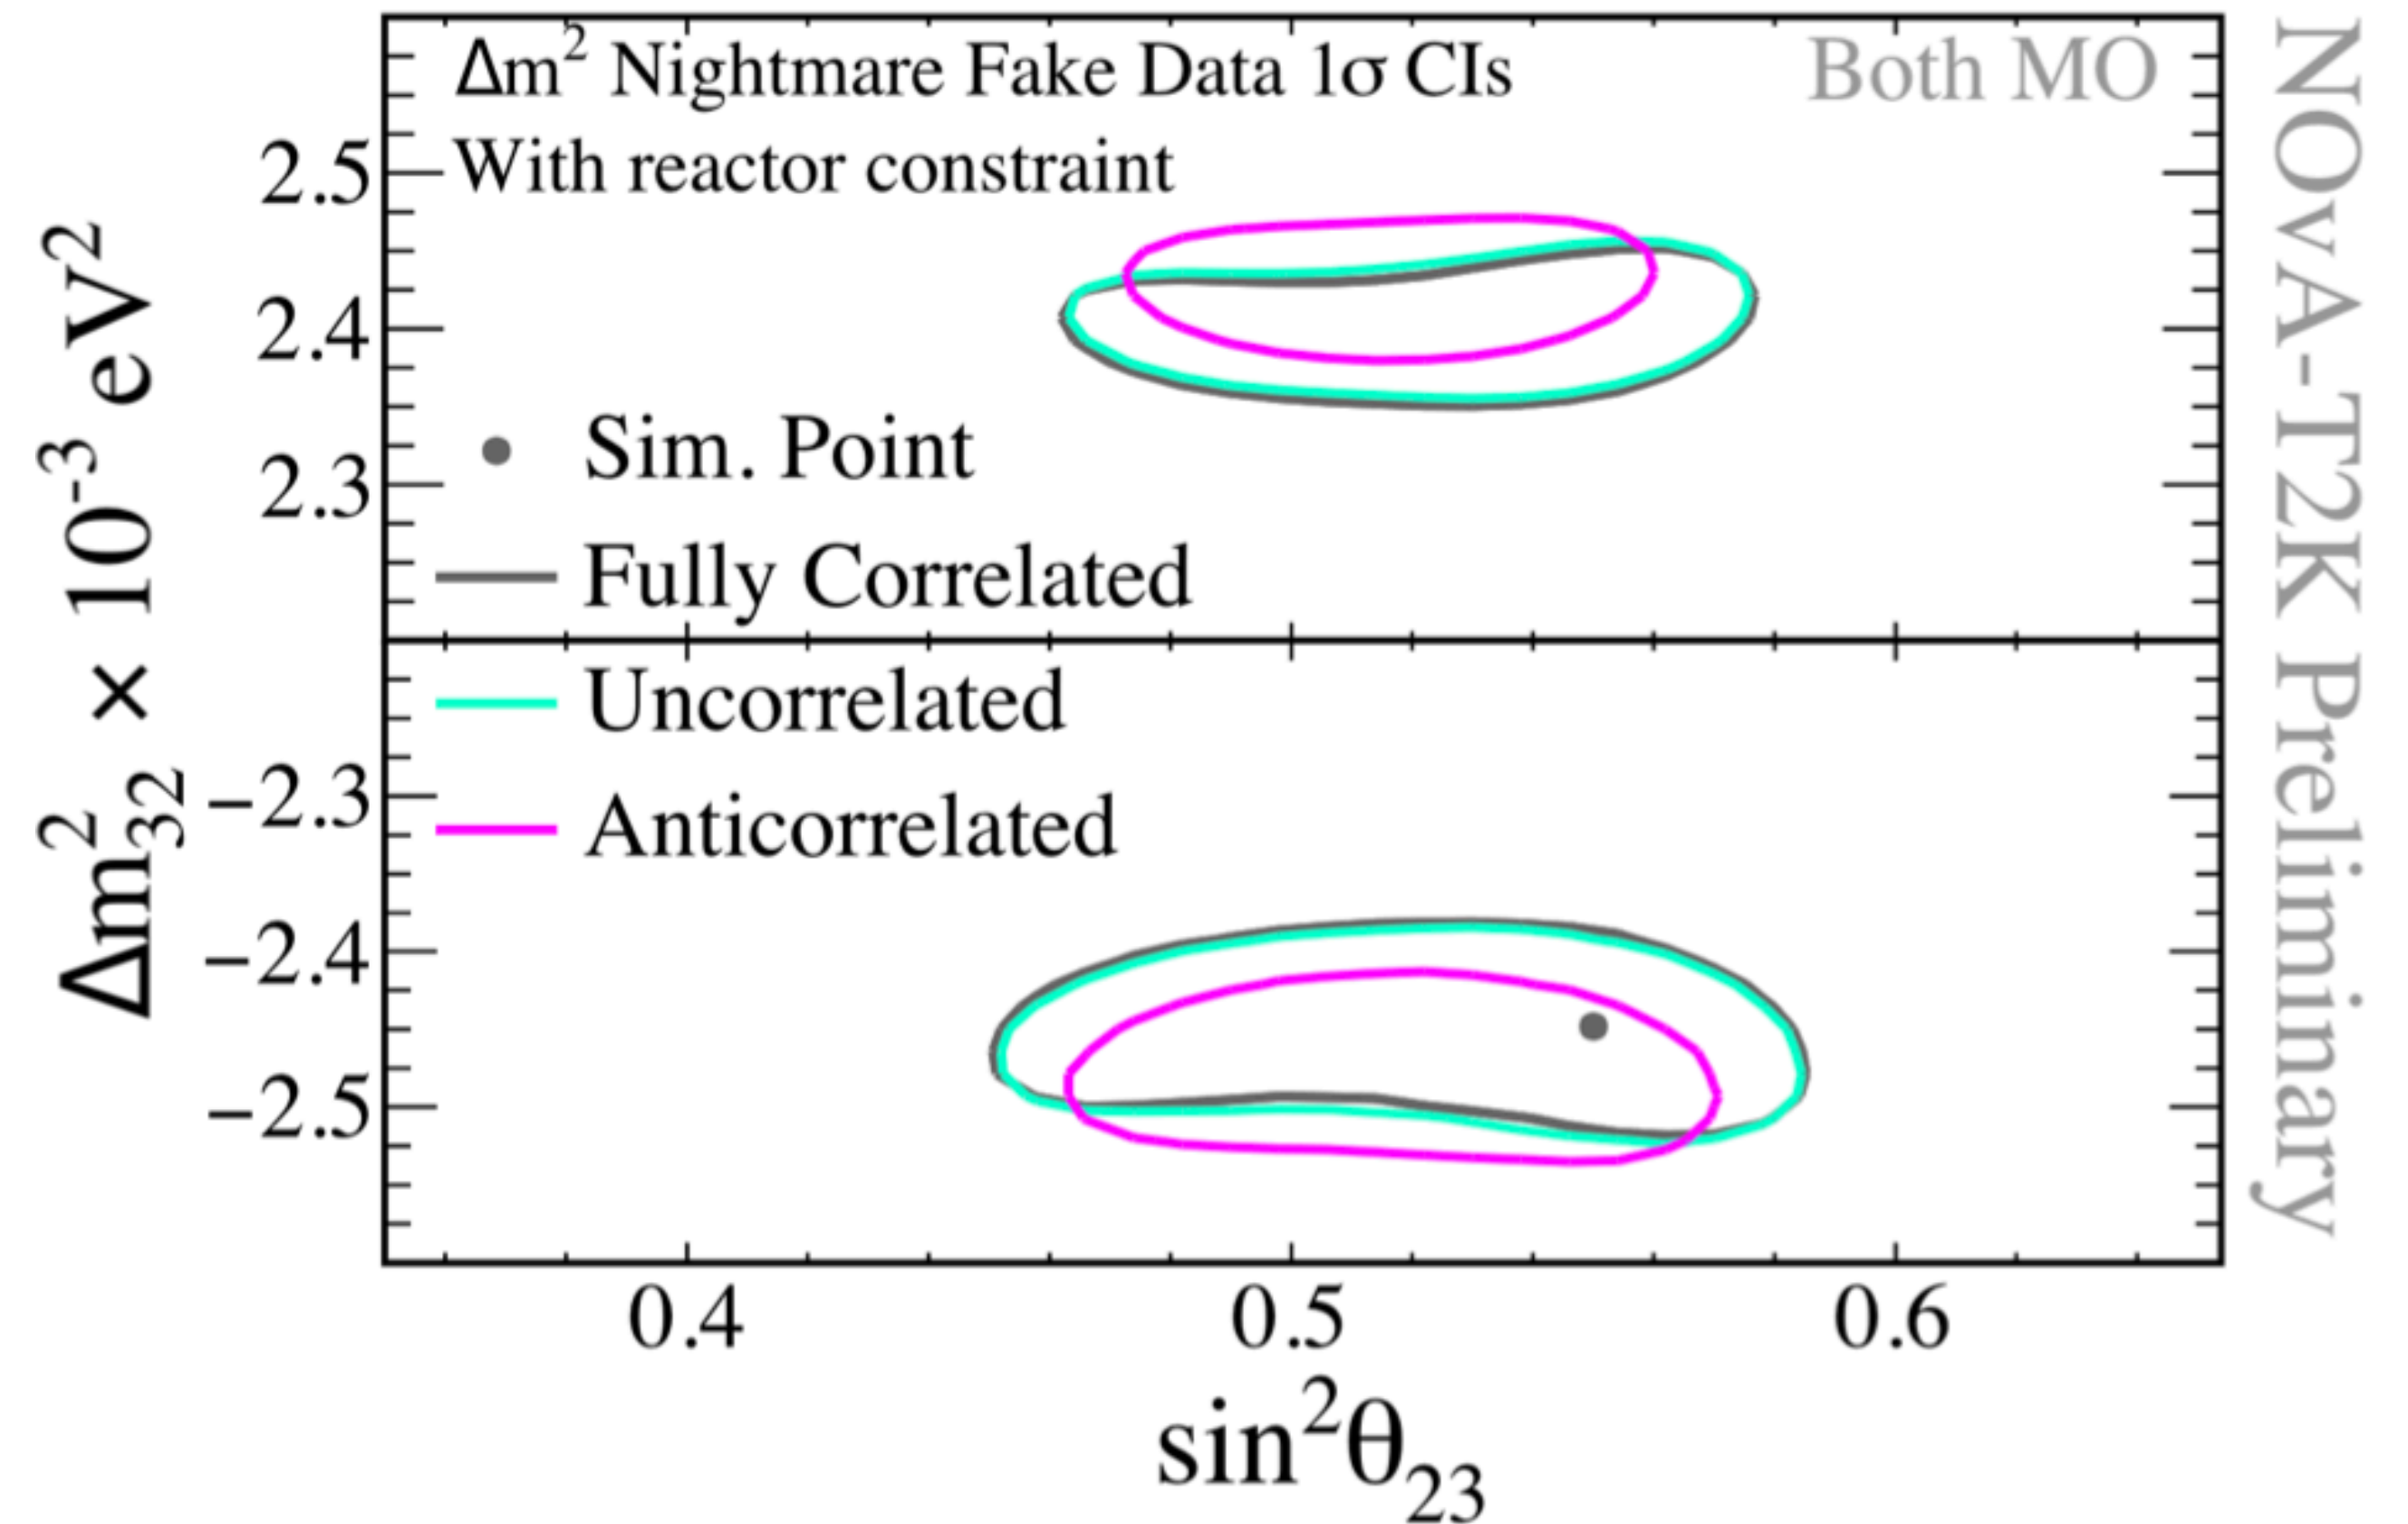 Δm² Nightmare Fake Data 1σ CIs
Both MO
With reactor constraint
2.5
2.4
2.3
Sim. Point
Fully Correlated
Uncorrelated
Anticorrelated
−2.3
−2.4
−2.5
0.4 0.5 0.6
sin²θ₂₃
Δm²₃₂ × 10⁻³ eV²
NOvA-T2K Preliminary